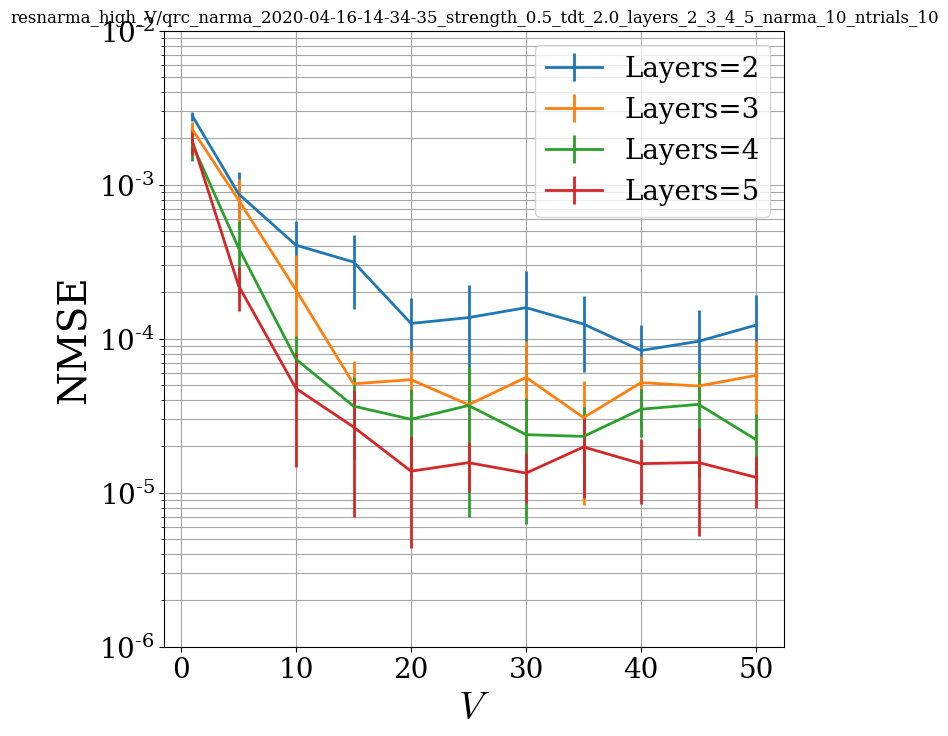 resnarma_high_V/qrc_narma_2020-04-16-14-34-35_strength_0.5_tdt_2.0_layers_2_3_4_5_narma_10_ntrials_10
10-2
Layers=2
Layers=3
Layers=4
Layers=5
10-3
NMSE
10-4
10-5
10-6
0 10 20 30 40 50
V